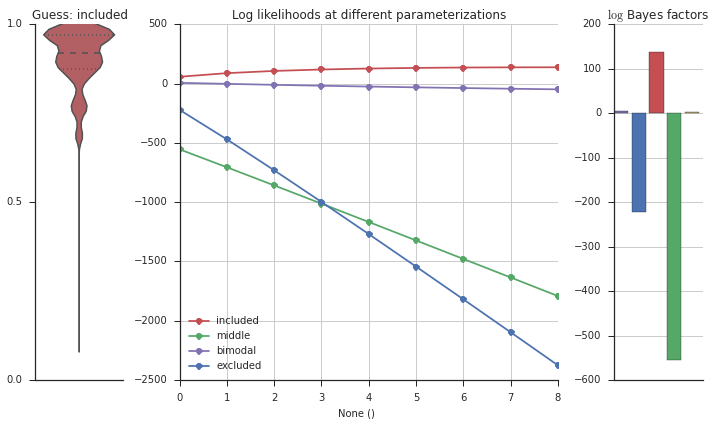 Guess: included
1.0
0.5
0.0
Log likelihoods at different parameterizations
500
0
−500
−1000
−1500
−2000
−2500
included
middle
bimodal
excluded
0 1 2 3 4 5 6 7 8
None ()
log Bayes factors
200
100
0
−100
−200
−300
−400
−500
−600